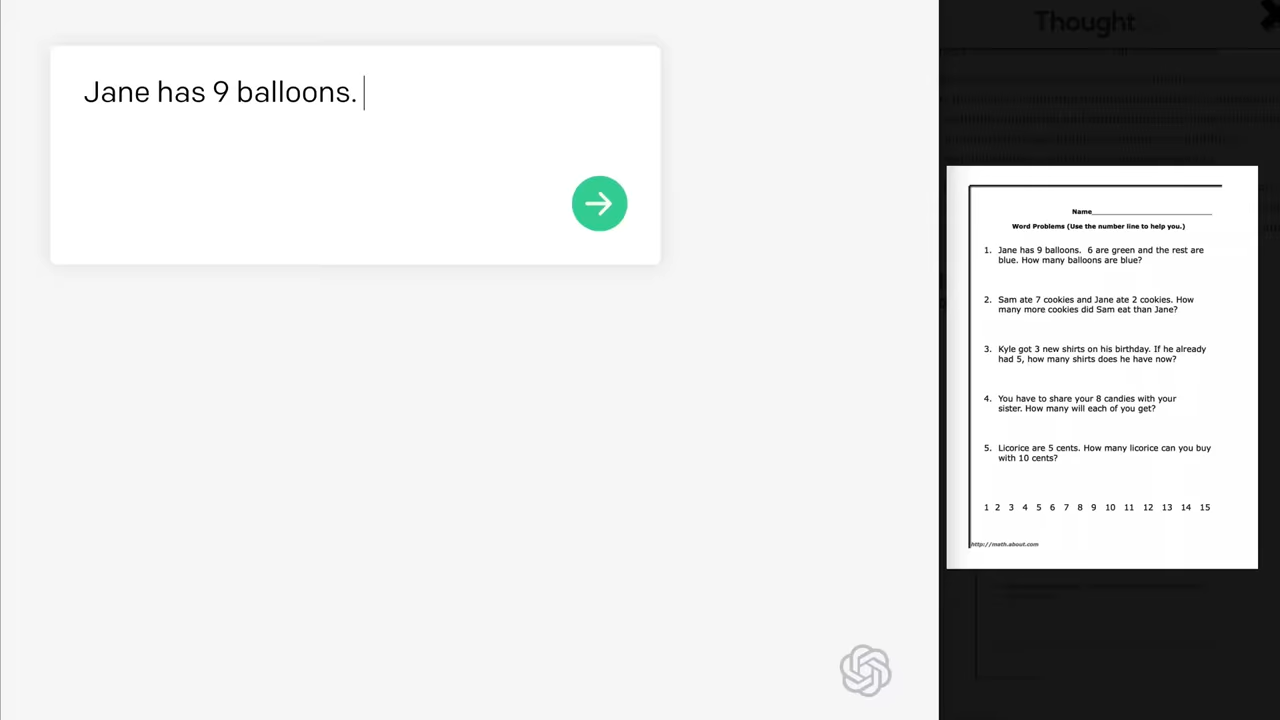 Jane has 9 balloons.
Thought
Name
Word Problems (Use the number line to help you.)
1. Jane has 9 balloons. 6 are green and the rest are
blue. How many balloons are blue?
2. Sam ate 7 cookies and Jane ate 2 cookies. How
many more cookies did Sam eat than Jane?
3. Kyle got 3 new shirts on his birthday. If he already
had 5, how many shirts does he have now?
4. You have to share your 8 candies with your
sister. How many will each of you get?
5. Licorice are 5 cents. How many licorice can you buy
with 10 cents?
1 2 3 4 5 6 7 8 9 10 11 12 13 14 15
http://math.about.com